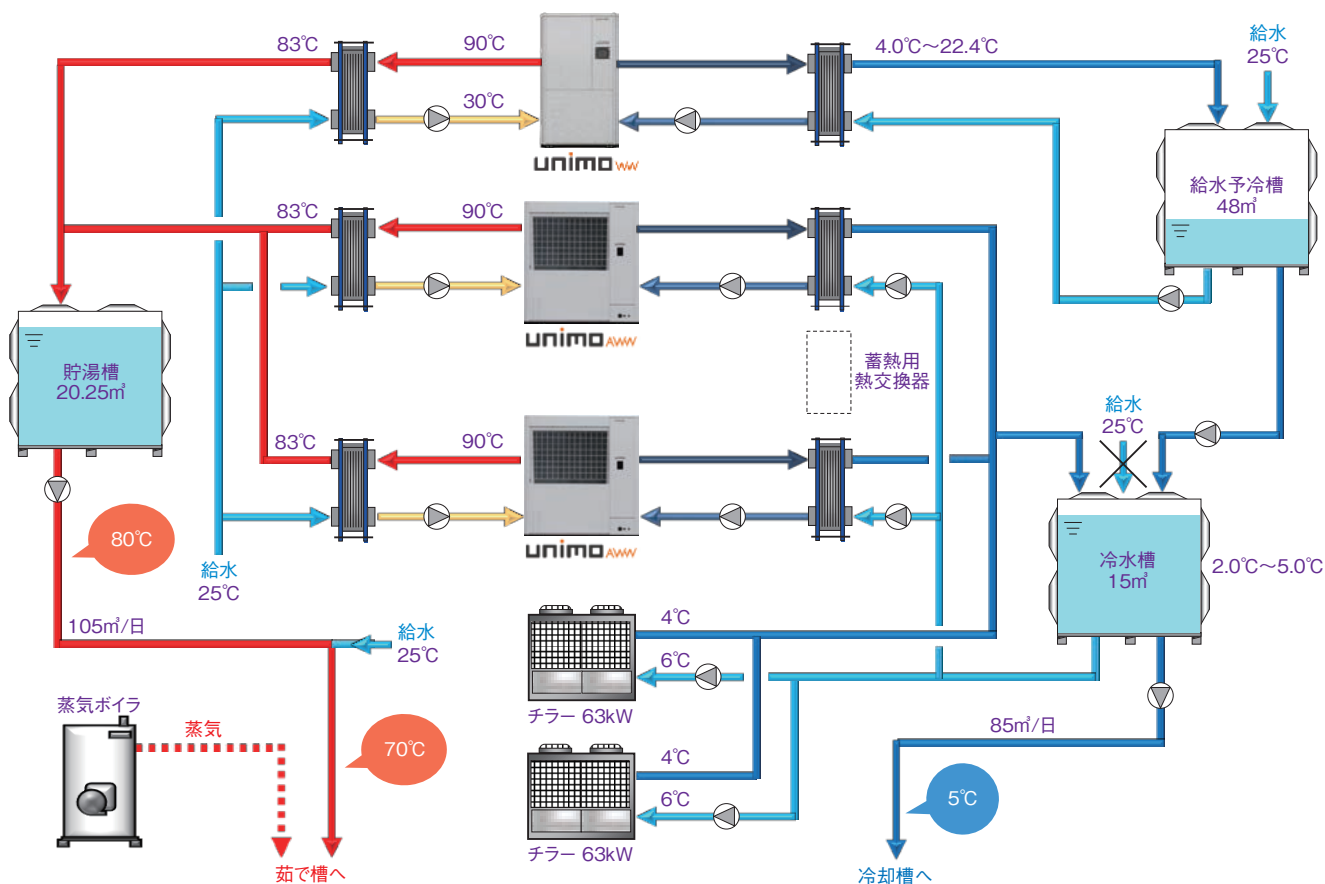 83℃
90℃
30℃
unimo WW
4.0℃～22.4℃
給水
25℃
給水予冷槽
48㎥
83℃
90℃
unimo AWW
蓄熱用
熱交換器
貯湯槽
20.25㎥
83℃
90℃
unimo AWW
給水
25℃
冷水槽
15㎥
2.0℃～5.0℃
80℃
給水
25℃
105㎥/日
給水
25℃
4℃
6℃
チラー 63kW
4℃
6℃
チラー 63kW
85㎥/日
5℃
冷却槽へ
蒸気ボイラ
蒸気
70℃
茹で槽へ